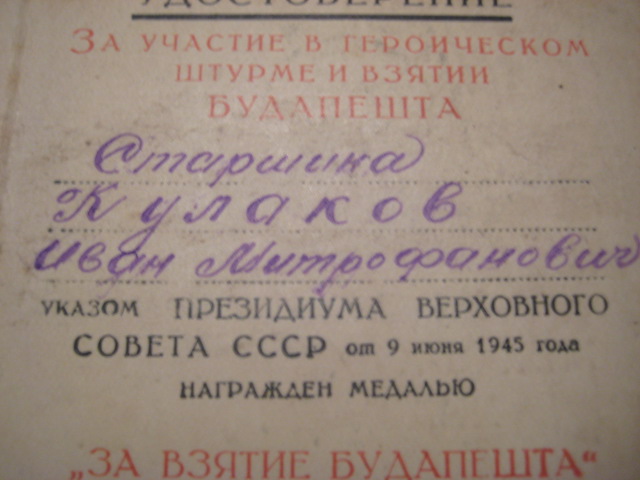 УДОСТОВЕРЕНИЕ
ЗА УЧАСТИЕ В ГЕРОИЧЕСКОМ
ШТУРМЕ И ВЗЯТИИ
БУДАПЕШТА
Старшина
Кулаков
Иван Митрофанович
УКАЗОМ ПРЕЗИДИУМА ВЕРХОВНОГО
СОВЕТА СССР от 9 июня 1945 года
НАГРАЖДЕН МЕДАЛЬЮ
„ЗА ВЗЯТИЕ БУДАПЕШТА“